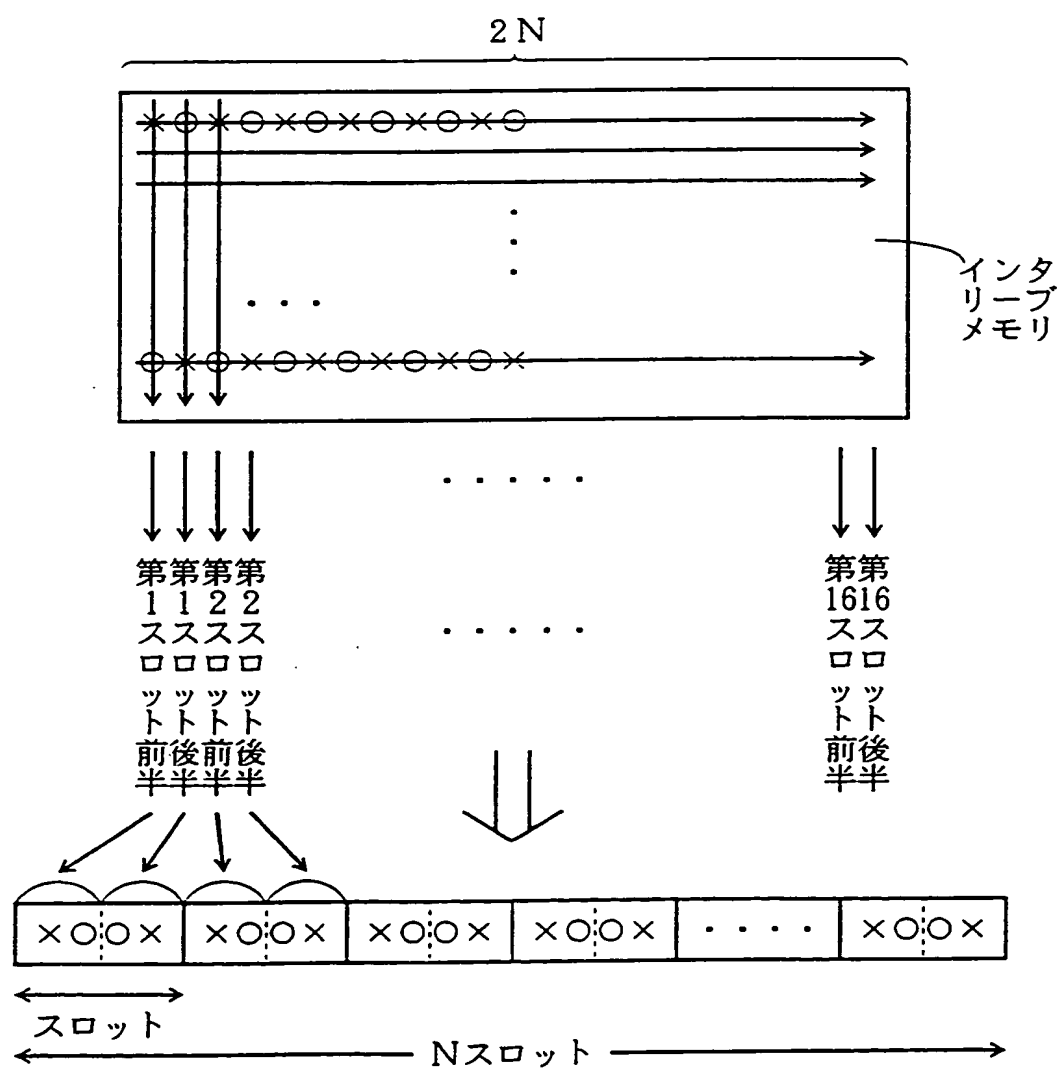 2N
インタ
リーブ
メモリ
第1スロット前半
第1スロット後半
第2スロット前半
第2スロット後半
第16スロット前半
第16スロット後半
スロット
Nスロット